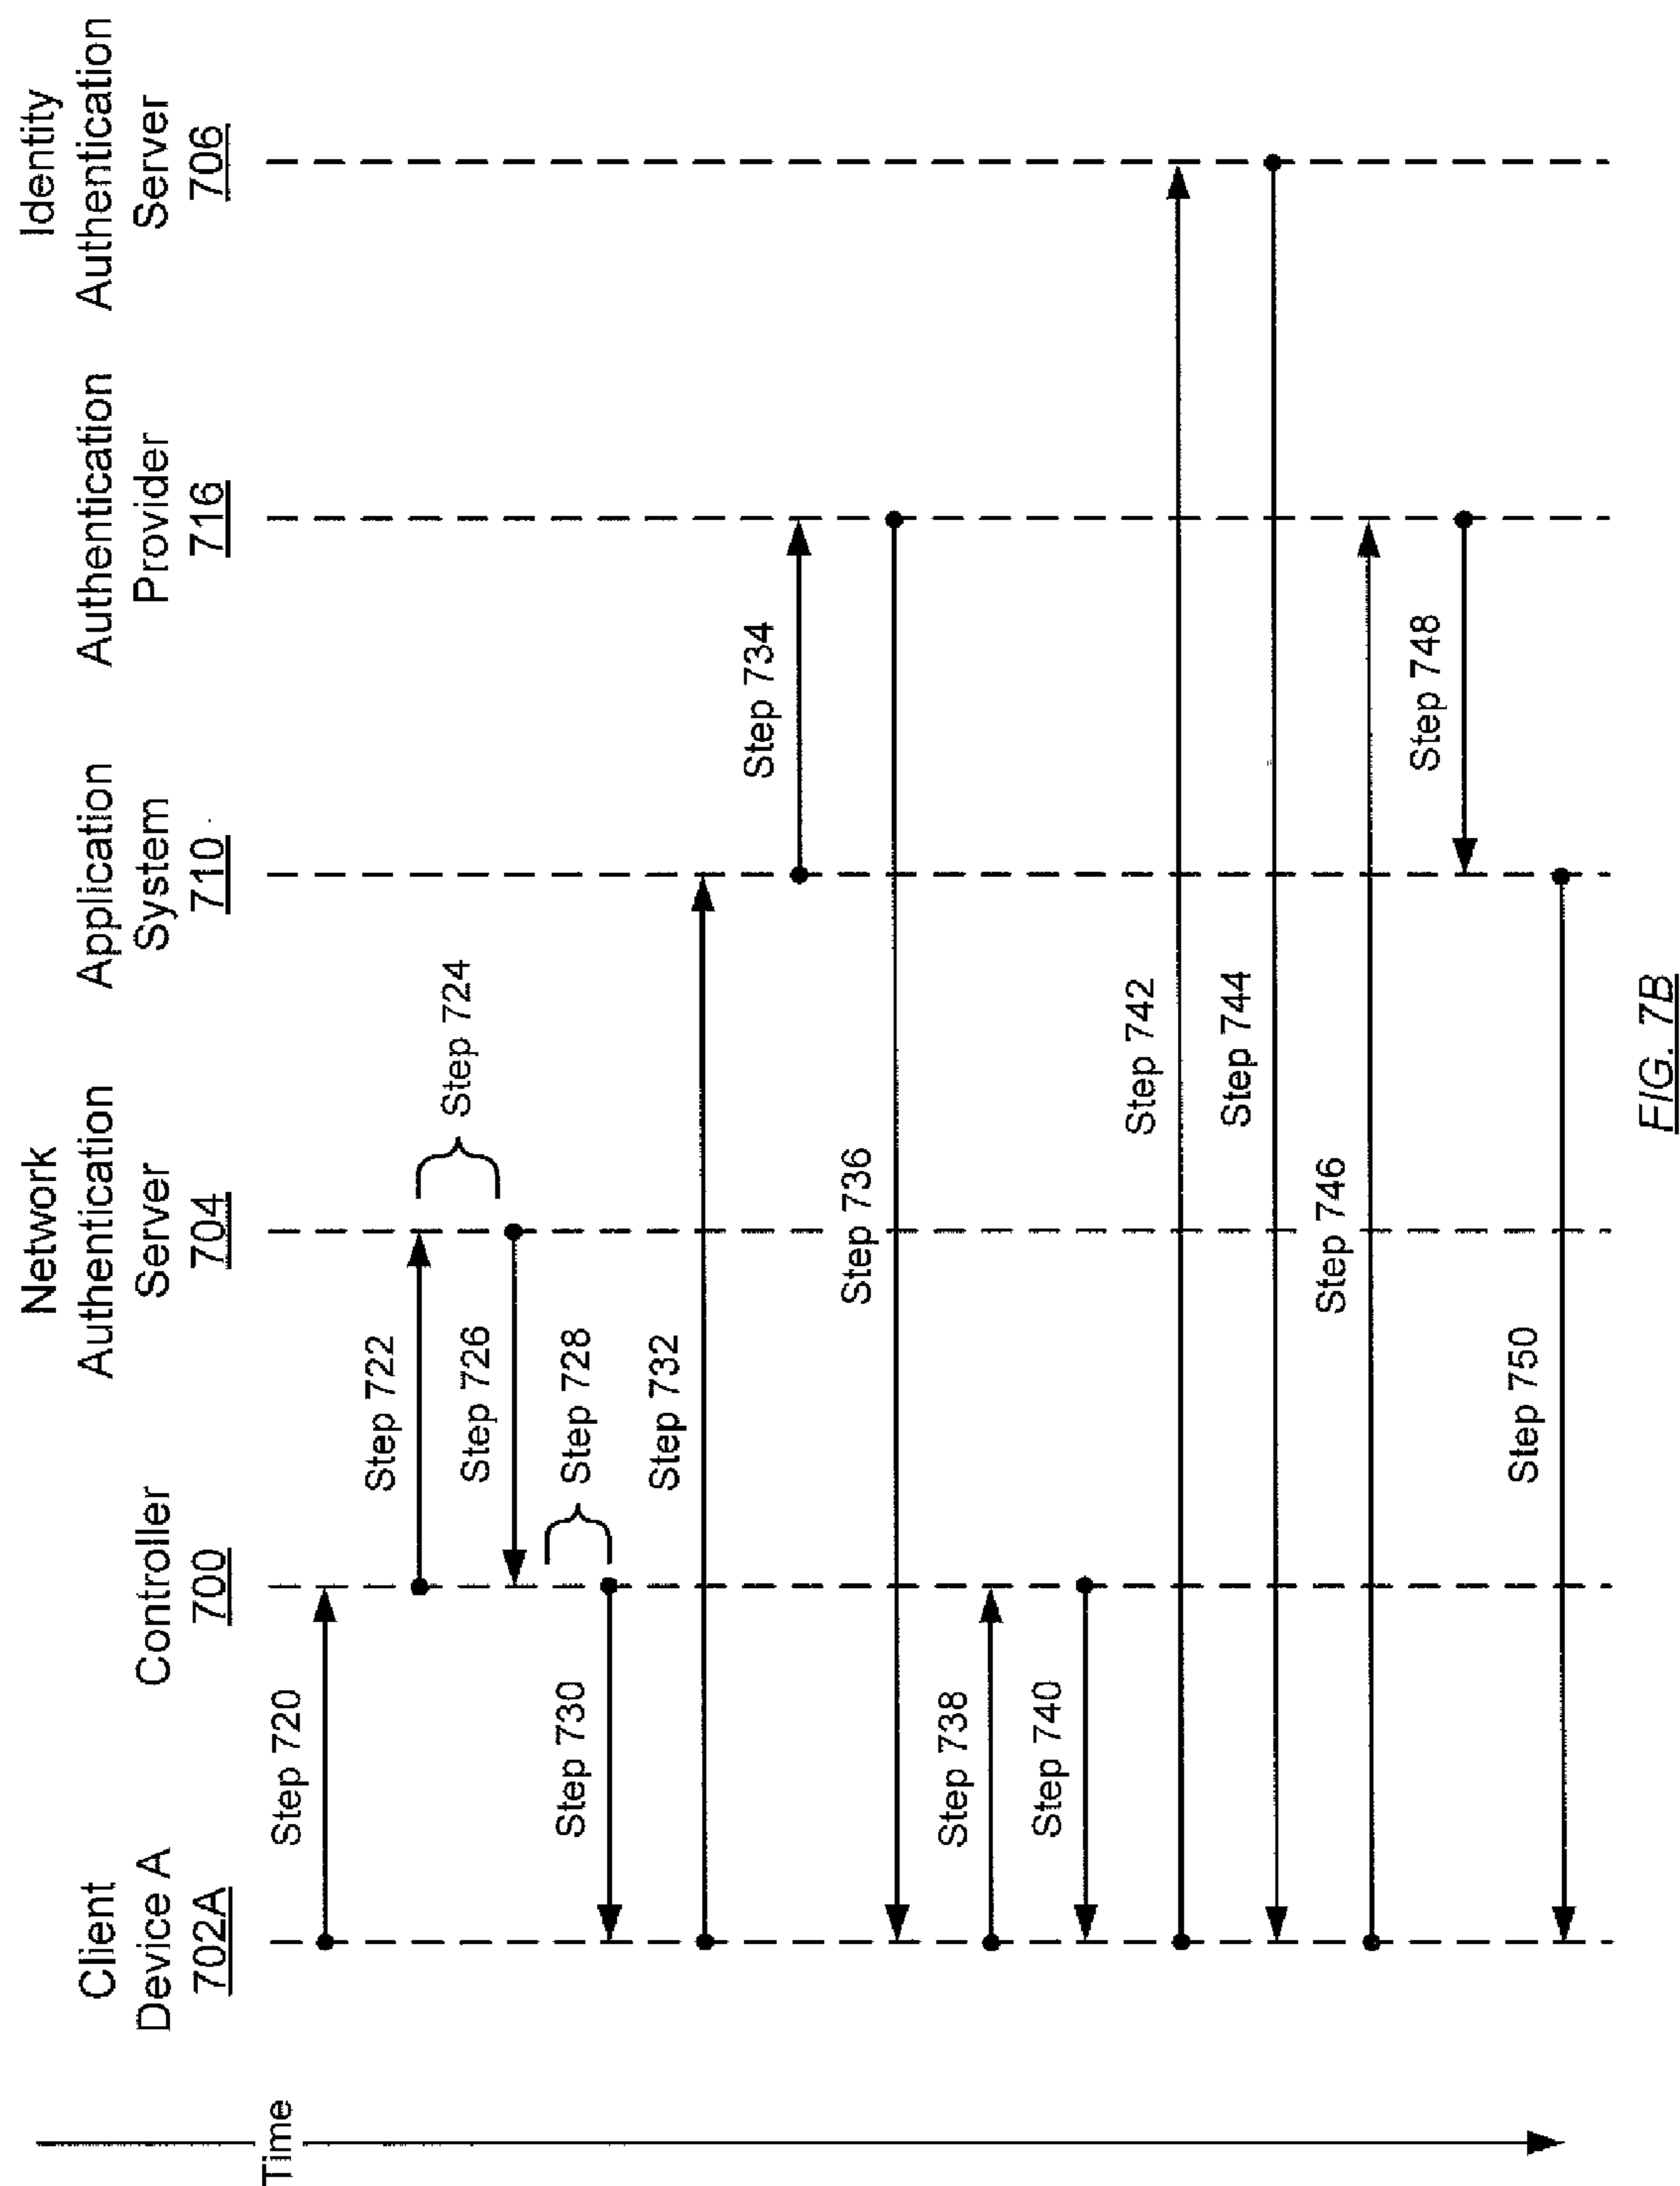 Client
Device A
702A
Controller
700
Network
Authentication
Server
704
Application
System
710
Authentication
Provider
716
Identity
Authentication
Server
706
Time
Step 720
Step 722
Step 724
Step 726
Step 728
Step 730
Step 732
Step 734
Step 736
Step 738
Step 740
Step 742
Step 744
Step 746
Step 748
Step 750
FIG. 7B